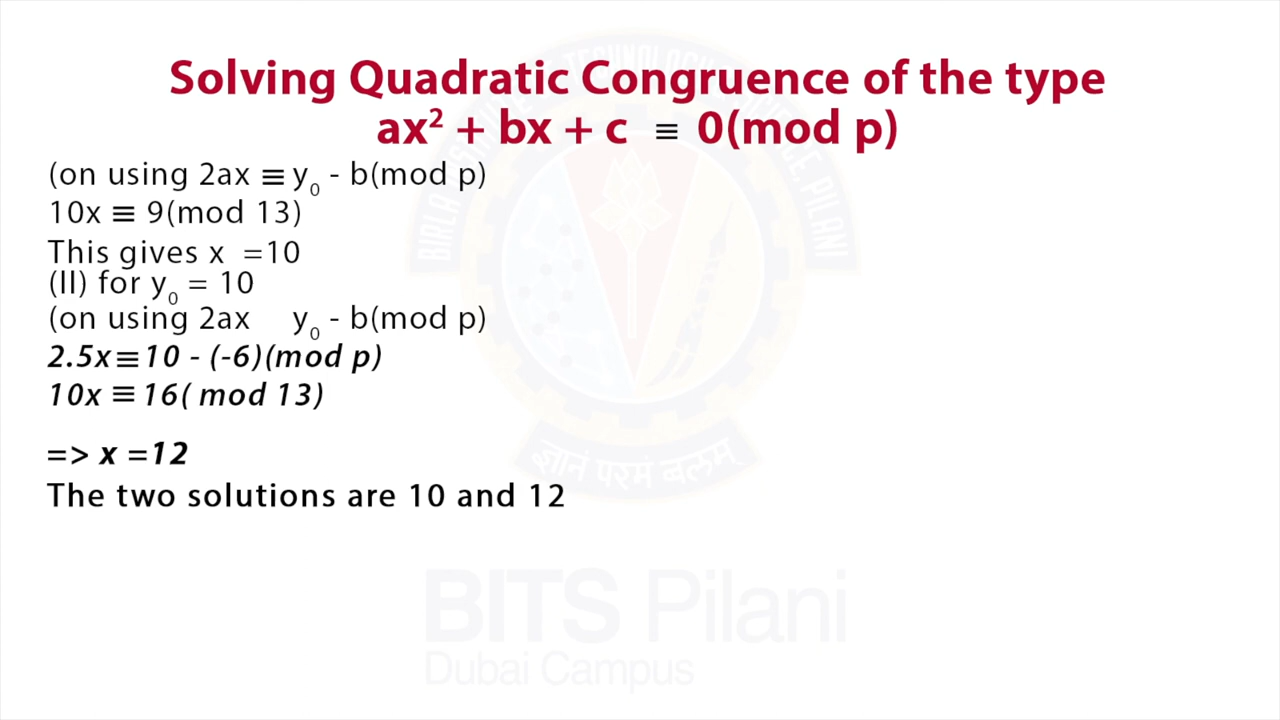 Solving Quadratic Congruence of the type
ax² + bx + c ≡ 0(mod p)
(on using 2ax ≡ y₀ - b(mod p)
10x ≡ 9(mod 13)
This gives x =10
(II) for y₀ = 10
(on using 2ax y₀ - b(mod p)
2.5x≡10 - (-6)(mod p)
10x ≡ 16( mod 13)
=> x =12
The two solutions are 10 and 12
ज्ञानं परमं बलम्
BITS Pilani
Dubai Campus